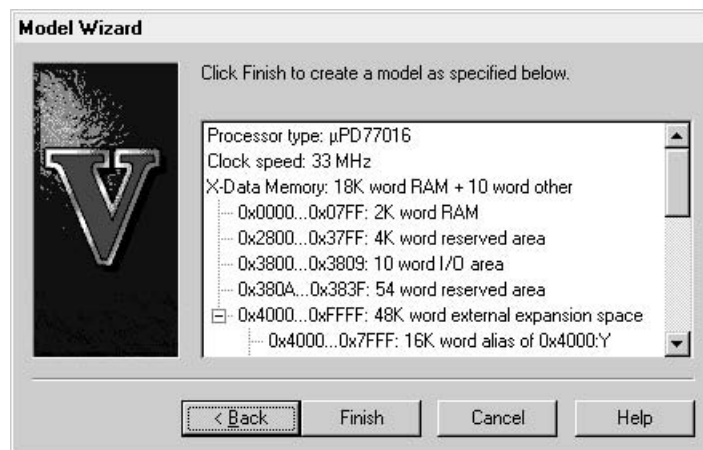 Model Wizard
Click Finish to create a model as specified below.
Processor type: µPD77016
Clock speed: 33 MHz
X-Data Memory: 18K word RAM + 10 word other
0x0000...0x07FF: 2K word RAM
0x2800...0x37FF: 4K word reserved area
0x3800...0x3809: 10 word I/O area
0x380A...0x383F: 54 word reserved area
0x4000...0xFFFF: 48K word external expansion space
0x4000...0x7FFF: 16K word alias of 0x4000:Y
V
< Back Finish Cancel Help